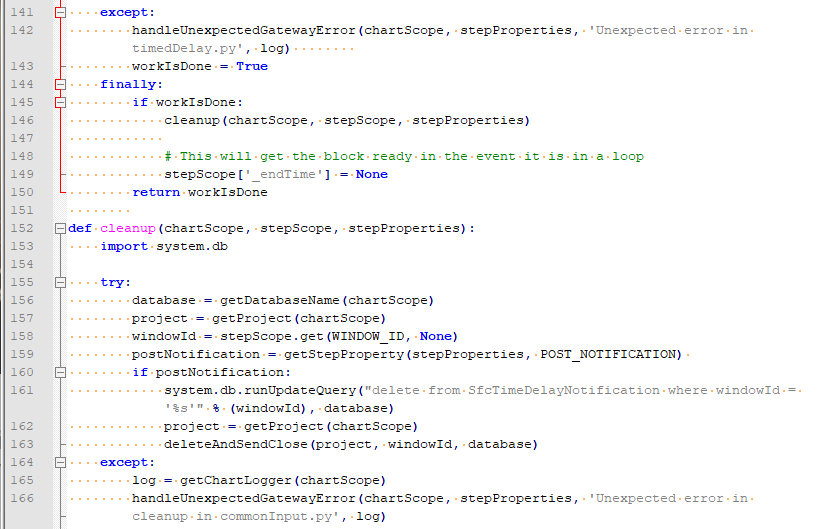 141 except:
142 handleUnexpectedGatewayError(chartScope, stepProperties, 'Unexpected error in
timedDelay.py', log)
143 workIsDone = True
144 finally:
145 if workIsDone:
146 cleanup(chartScope, stepScope, stepProperties)
147
148 # This will get the block ready in the event it is in a loop
149 stepScope['_endTime'] = None
150 return workIsDone
151
152 def cleanup(chartScope, stepScope, stepProperties):
153 import system.db
154
155 try:
156 database = getDatabaseName(chartScope)
157 project = getProject(chartScope)
158 windowId = stepScope.get(WINDOW_ID, None)
159 postNotification = getStepProperty(stepProperties, POST_NOTIFICATION)
160 if postNotification:
161 system.db.runUpdateQuery("delete from SfcTimeDelayNotification where windowId =
'%s'" % (windowId), database)
162 project = getProject(chartScope)
163 deleteAndSendClose(project, windowId, database)
164 except:
165 log = getChartLogger(chartScope)
166 handleUnexpectedGatewayError(chartScope, stepProperties, 'Unexpected error in
cleanup in commonInput.py', log)